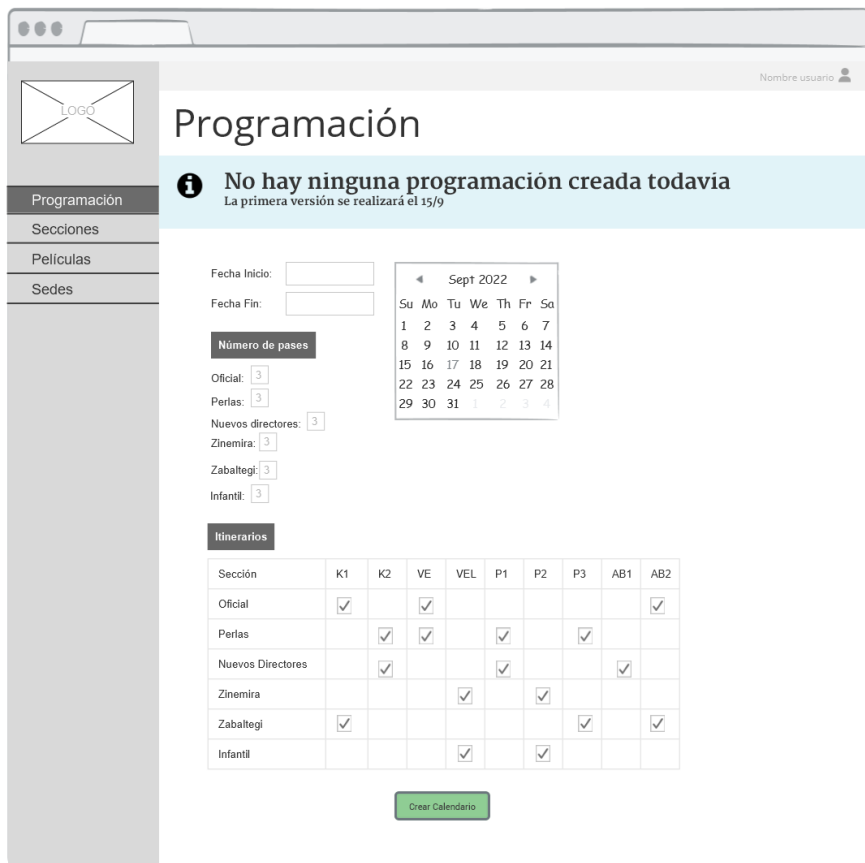 Nombre usuario
LOGO
Programación
No hay ninguna programación creada todavía
La primera versión se realizará el 15/9
Programación
Secciones
Películas
Sedes
Fecha Inicio:
Fecha Fin:
Sept 2022
Su Mo Tu We Th Fr Sa
1 2 3 4 5 6 7
8 9 10 11 12 13 14
15 16 17 18 19 20 21
22 23 24 25 26 27 28
29 30 31 1 2 3 4
Número de pases
Oficial: 3
Perlas: 3
Nuevos directores: 3
Zinemira: 3
Zabaltegi: 3
Infantil: 3
Itinerarios
Sección K1 K2 VE VEL P1 P2 P3 AB1 AB2
Oficial
Perlas
Nuevos Directores
Zinemira
Zabaltegi
Infantil
Crear Calendario